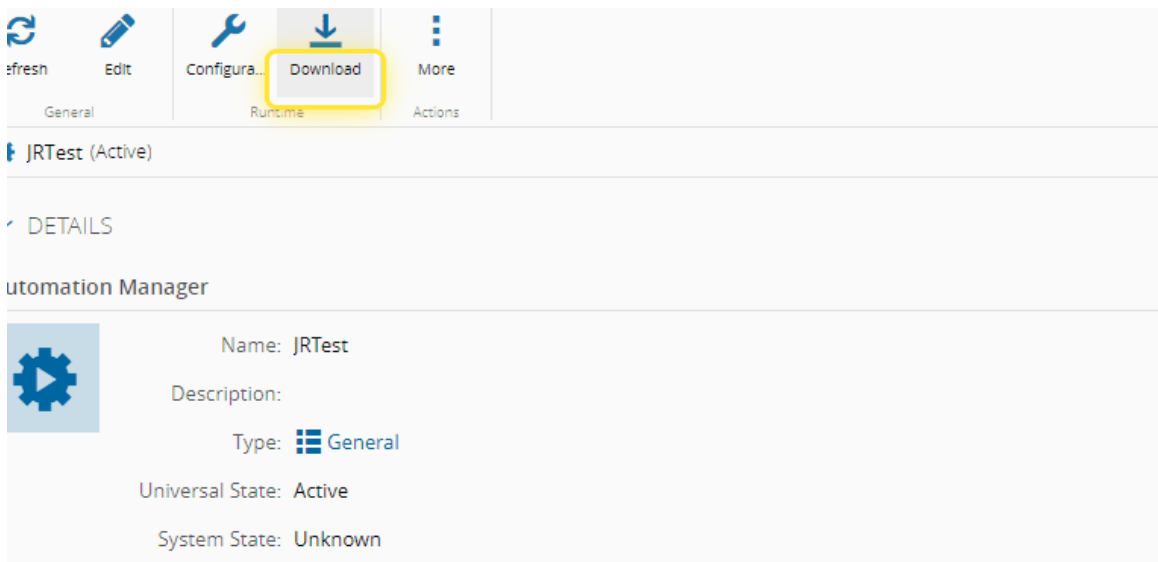 efresh Edit Configura... Download More
General Runtime Actions
JRTest (Active)
DETAILS
utomation Manager
Name: JRTest
Description:
Type: General
Universal State: Active
System State: Unknown